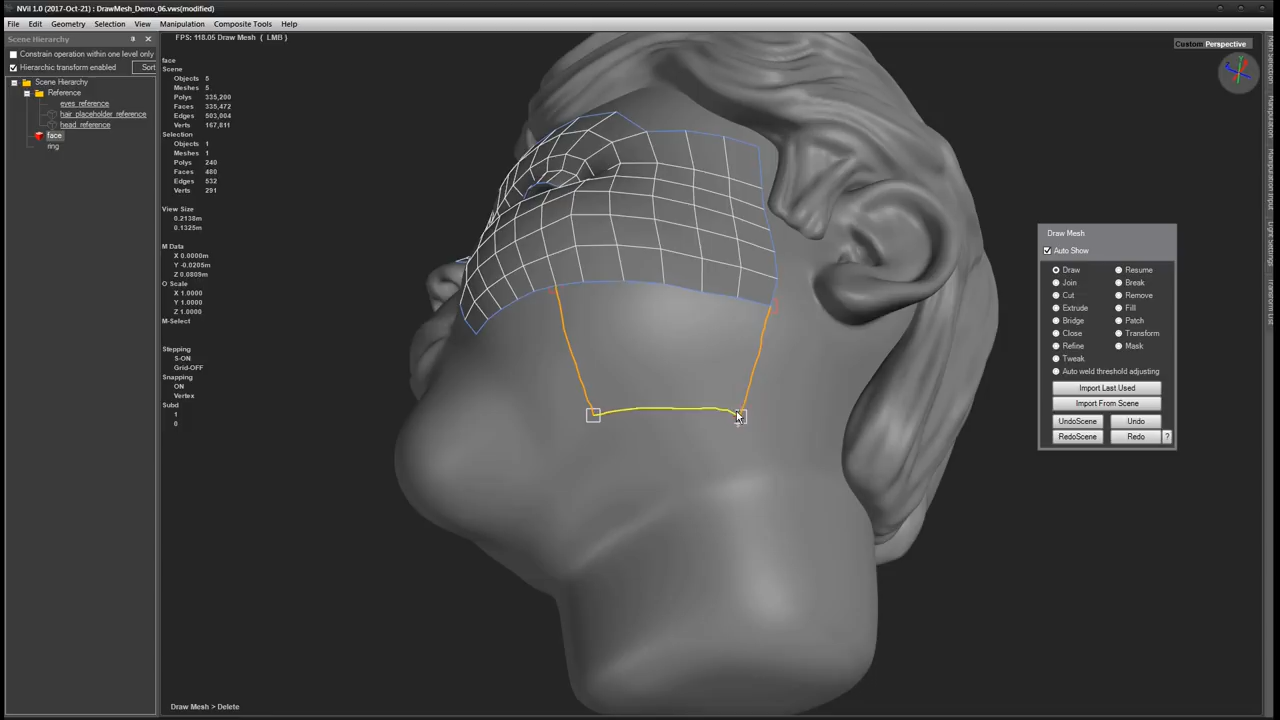 NVil 1.0 (2017-Oct-21) : DrawMesh_Demo_06.vws(modified)
File Edit Geometry Selection View Manipulation Composite Tools Help
Scene Hierarchy
Constrain operation within one level only
Hierarchic transform enabled Sort
Scene Hierarchy
Reference
eyes_reference
hair_placeholder_reference
head_reference
face
ring
FPS: 118.05 Draw Mesh ( LMB )
face
Scene
Objects 5
Meshes 5
Polys 335,200
Faces 335,472
Edges 503,004
Verts 167,811
Selection
Objects 1
Meshes 1
Polys 240
Faces 480
Edges 532
Verts 291
View Size
0.2138m
0.1325m
M Data
X 0.0000m
Y -0.0205m
Z 0.0809m
O Scale
X 1.0000
Y 1.0000
Z 1.0000
M-Select
Stepping
S-ON
Grid-OFF
Snapping
ON
Vertex
Subd
1
0
Draw Mesh > Delete
Custom Perspective
Draw Mesh
Auto Show
Draw Resume
Join Break
Cut Remove
Extrude Fill
Bridge Patch
Close Transform
Refine Mask
Tweak
Auto weld threshold adjusting
Import Last Used
Import From Scene
UndoScene Undo
RedoScene Redo ?
Manipulation Input
Light Settings
Transform List